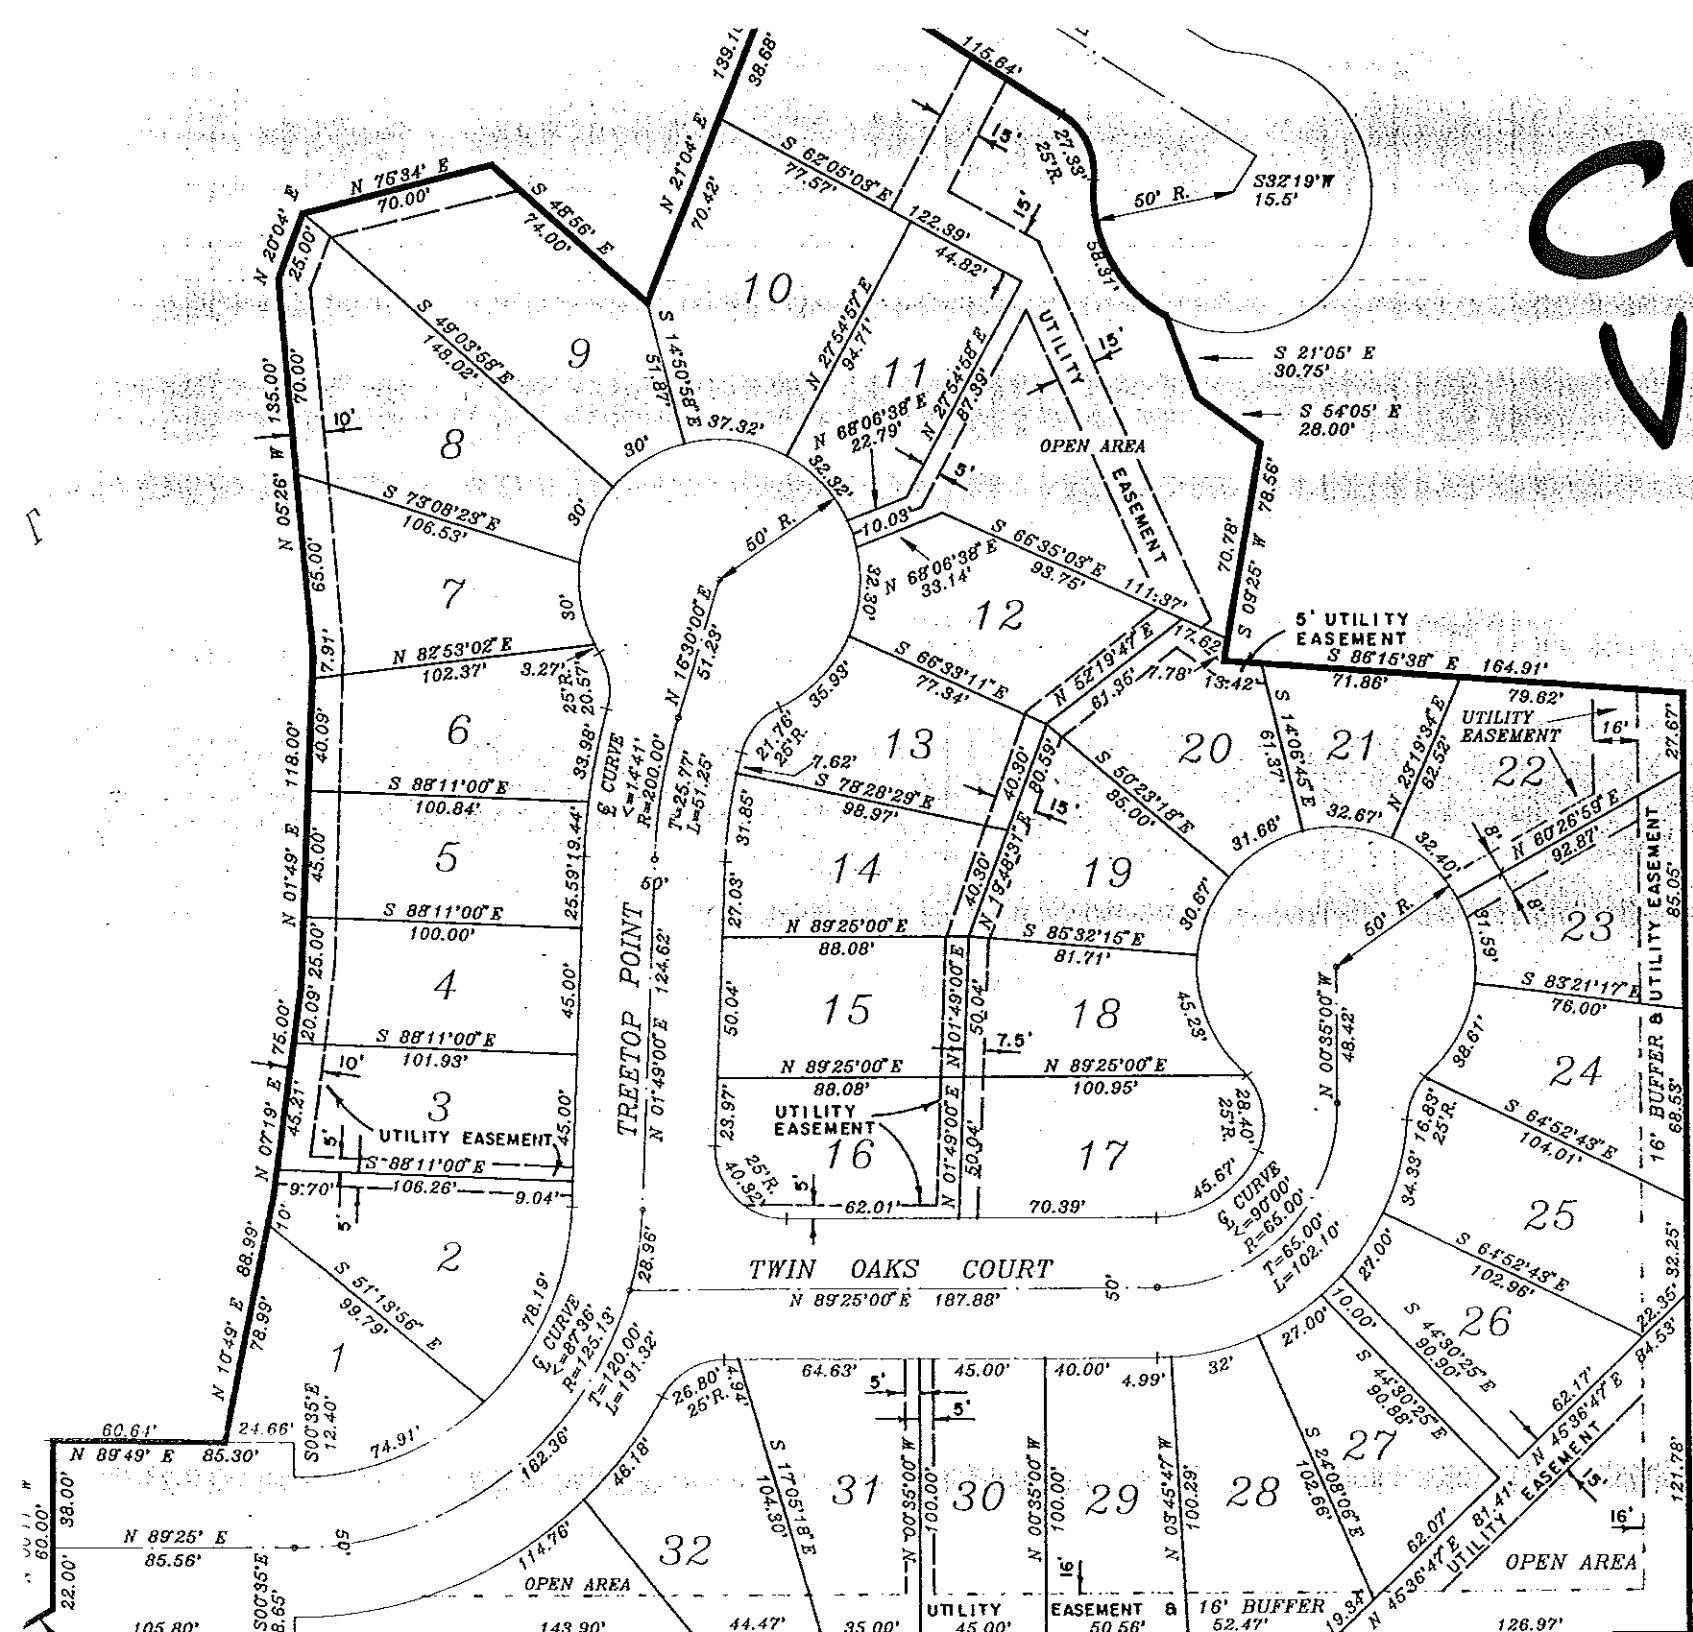 139.10'
38.68'
115.64'
N 21°04' E
70.42'
S 62°05'03" E
77.57'
15'
27.33'
25'R.
50' R.
S32°19'W
15.5'
N 75°34' E
70.00'
N 20°04' E
25.00'
S 48°56' E
74.00'
122.39'
44.82'
15'
58.31'
10
S 49°03'58" E
148.02'
9
S 14°50'58" E
51.87'
N 27°54'57" E
94.71'
11
N 27°54'58" E
87.39'
UTILITY
EASEMENT
15'
S 21°05' E
30.75'
S 54°05' E
28.00'
135.00'
70.00'
N 05°26' W
10'
8
30'
37.32'
N 68°06'38" E
22.79'
32.32'
5'
OPEN AREA
78.56'
70.78'
S 09°25' W
S 73°08'23" E
106.53'
30'
50' R.
10.03'
N 68°06'38" E
33.14'
S 66°35'03" E
93.75'
111.37'
65.00'
7
30'
32.30'
12
17.62'
5' UTILITY
EASEMENT
7.91'
N 82°53'02" E
102.37'
3.27'
25'R.
20.57'
N 16°30'00" E
51.23'
S 66°33'11" E
77.34'
N 52°19'47" E
61.35'
7.78'
13.42'
S 86°15'38" E 164.91'
71.86'
79.62'
118.00'
40.09'
6
33.98'
35.93'
21.76'
25'R.
7.62'
13
40.30'
80.59'
15'
20
S 14°06'45" E
61.37'
21
N 23°19'34" E
82.52'
UTILITY
EASEMENT
16'
27.67'
22
℄ CURVE
<=14°41'
R=200.00'
T=25.77'
L=51.25'
S 88°11'00" E
100.84'
S 78°28'29" E
98.97'
S 50°23'18" E
85.00'
31.66'
32.67'
32.40'
8'
N 80°26'59" E
92.87'
8'
N 01°49' E
45.00'
5
19.44'
25.59'
31.85'
27.03'
14
40.30'
N 19°48'37" E
19
30.67'
50' R.
31.59'
23
85.05'
16' BUFFER & UTILITY EASEMENT
S 88°11'00" E
100.00'
50'
N 89°25'00" E
88.08'
S 85°32'15" E
81.71'
25.00'
4
45.00'
TREETOP POINT
N 01°49'00" E 124.62'
50.04'
15
N 01°49'00" E
50.04'
7.5'
18
45.23'
N 00°35'00" W
48.42'
S 83°21'17" E
76.00'
75.00'
20.09'
S 88°11'00" E
101.93'
10'
N 89°25'00" E
88.08'
N 89°25'00" E
100.95'
38.61'
24
68.53'
N 07°19' E
45.21'
3
45.00'
UTILITY EASEMENT
5'
23.97'
UTILITY
EASEMENT
16
25'R.
40.32'
5'
N 01°49'00" E
50.04'
17
28.40'
25'R.
16.83'
25'R.
S 64°52'43" E
104.01'
S 88°11'00" E
9.70'
106.26'
9.04'
62.01'
70.39'
45.67'
34.33'
25
10'
5'
2
28.96'
TWIN OAKS COURT
N 89°25'00" E 187.88'
50'
℄ CURVE
<=90°00'
R=65.00'
T=65.00'
L=102.10'
27.00'
S 64°52'43" E
102.96'
32.25'
88.99'
78.99'
N 10°49' E
S 51°13'56" E
99.79'
78.19'
℄ CURVE
<=87°36'
R=125.13'
T=120.00'
L=191.32'
10.00'
27.00'
S 44°30'25" E
90.90'
26
22.35'
84.53'
1
26.80'
25'R.
4.94'
64.63'
5'
45.00'
40.00'
4.99'
32'
S 44°30'25" E
90.88'
62.17'
N 45°36'47" E
60.64'
24.66'
N 89°49' E 85.30'
S00°35'E
12.40'
74.91'
162.36'
46.18'
S 17°05'18" E
104.30'
31
N 00°35'00" W
100.00'
5'
30
N 00°35'00" W
100.00'
29
N 03°45'47" W
100.29'
28
S 24°08'06" E
102.66'
27
15'
121.78'
60.00'
38.00'
N 89°25' E
85.56'
50'
114.76'
32
16'
62.07'
81.41'
N 45°36'47" E
UTILITY EASEMENT
16'
22.00'
S00°35'E
8.65'
OPEN AREA
OPEN AREA
19.34'
UTILITY EASEMENT & 16' BUFFER
105.80'
143.90'
44.47'
35.00'
45.00'
50.56'
52.47'
126.97'